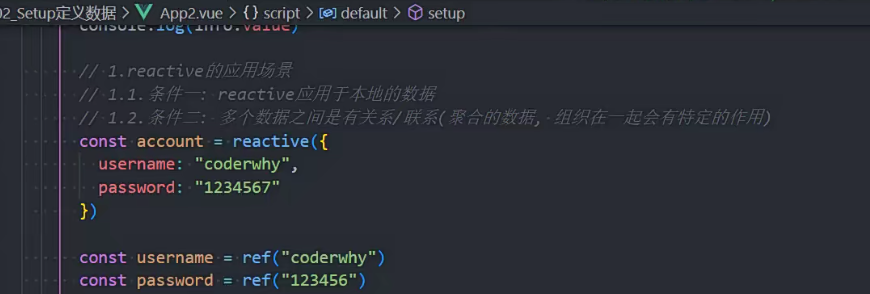 02_Setup定义数据 > App2.vue > {} script > default > setup
console.log(info.value)
// 1.reactive的应用场景
// 1.1.条件一: reactive应用于本地的数据
// 1.2.条件二: 多个数据之间是有关系/联系(聚合的数据, 组织在一起会有特定的作用)
const account = reactive({
username: "coderwhy",
password: "1234567"
})
const username = ref("coderwhy")
const password = ref("123456")